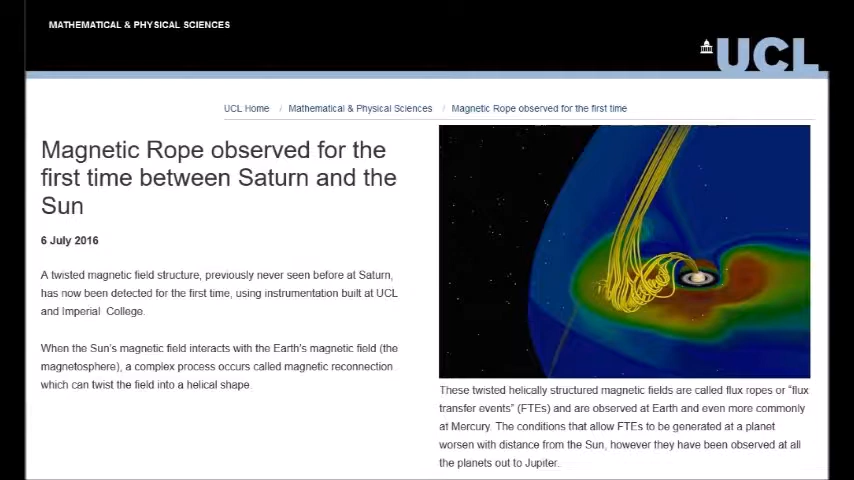 MATHEMATICAL & PHYSICAL SCIENCES
UCL
UCL Home / Mathematical & Physical Sciences / Magnetic Rope observed for the first time
Magnetic Rope observed for the
first time between Saturn and the
Sun
6 July 2016
A twisted magnetic field structure, previously never seen before at Saturn,
has now been detected for the first time, using instrumentation built at UCL
and Imperial College.
When the Sun's magnetic field interacts with the Earth's magnetic field (the
magnetosphere), a complex process occurs called magnetic reconnection
which can twist the field into a helical shape.
These twisted helically structured magnetic fields are called flux ropes or "flux
transfer events" (FTEs) and are observed at Earth and even more commonly
at Mercury. The conditions that allow FTEs to be generated at a planet
worsen with distance from the Sun, however they have been observed at all
the planets out to Jupiter.